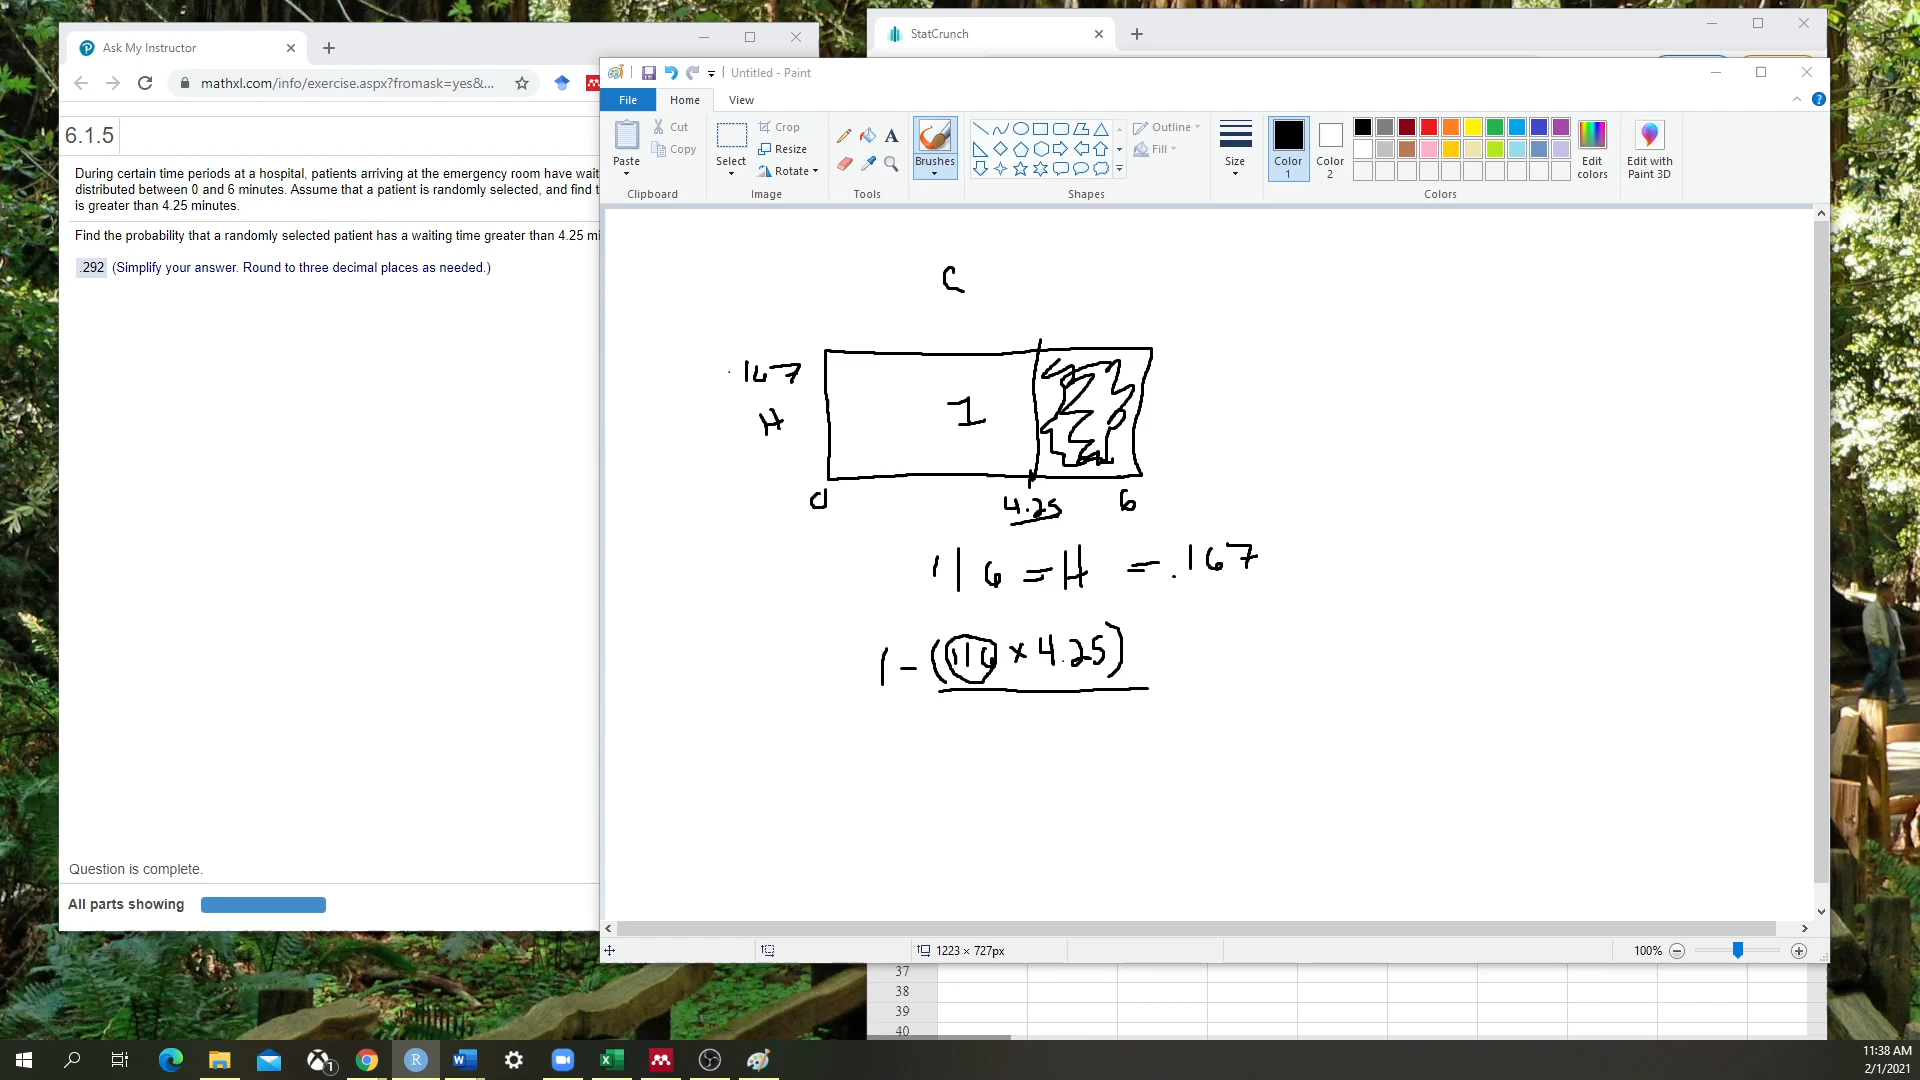 Ask My Instructor
StatCrunch
mathxl.com/info/exercise.aspx?fromask=yes&...
Untitled - Paint
File Home View
Paste Cut Copy Clipboard
Select Crop Resize Rotate Image
Tools
Brushes
Shapes Outline Fill
Size
Color 1 Color 2 Edit colors Colors
Edit with Paint 3D
6.1.5
During certain time periods at a hospital, patients arriving at the emergency room have wait
distributed between 0 and 6 minutes. Assume that a patient is randomly selected, and find t
is greater than 4.25 minutes.
Find the probability that a randomly selected patient has a waiting time greater than 4.25 mi
.292 (Simplify your answer. Round to three decimal places as needed.)
.167
H
1
0 4.25 6
1/6 = H = .167
1 - (1/6 × 4.25)
Question is complete.
All parts showing
1223 × 727px
100%
37
38
39
40
11:38 AM
2/1/2021